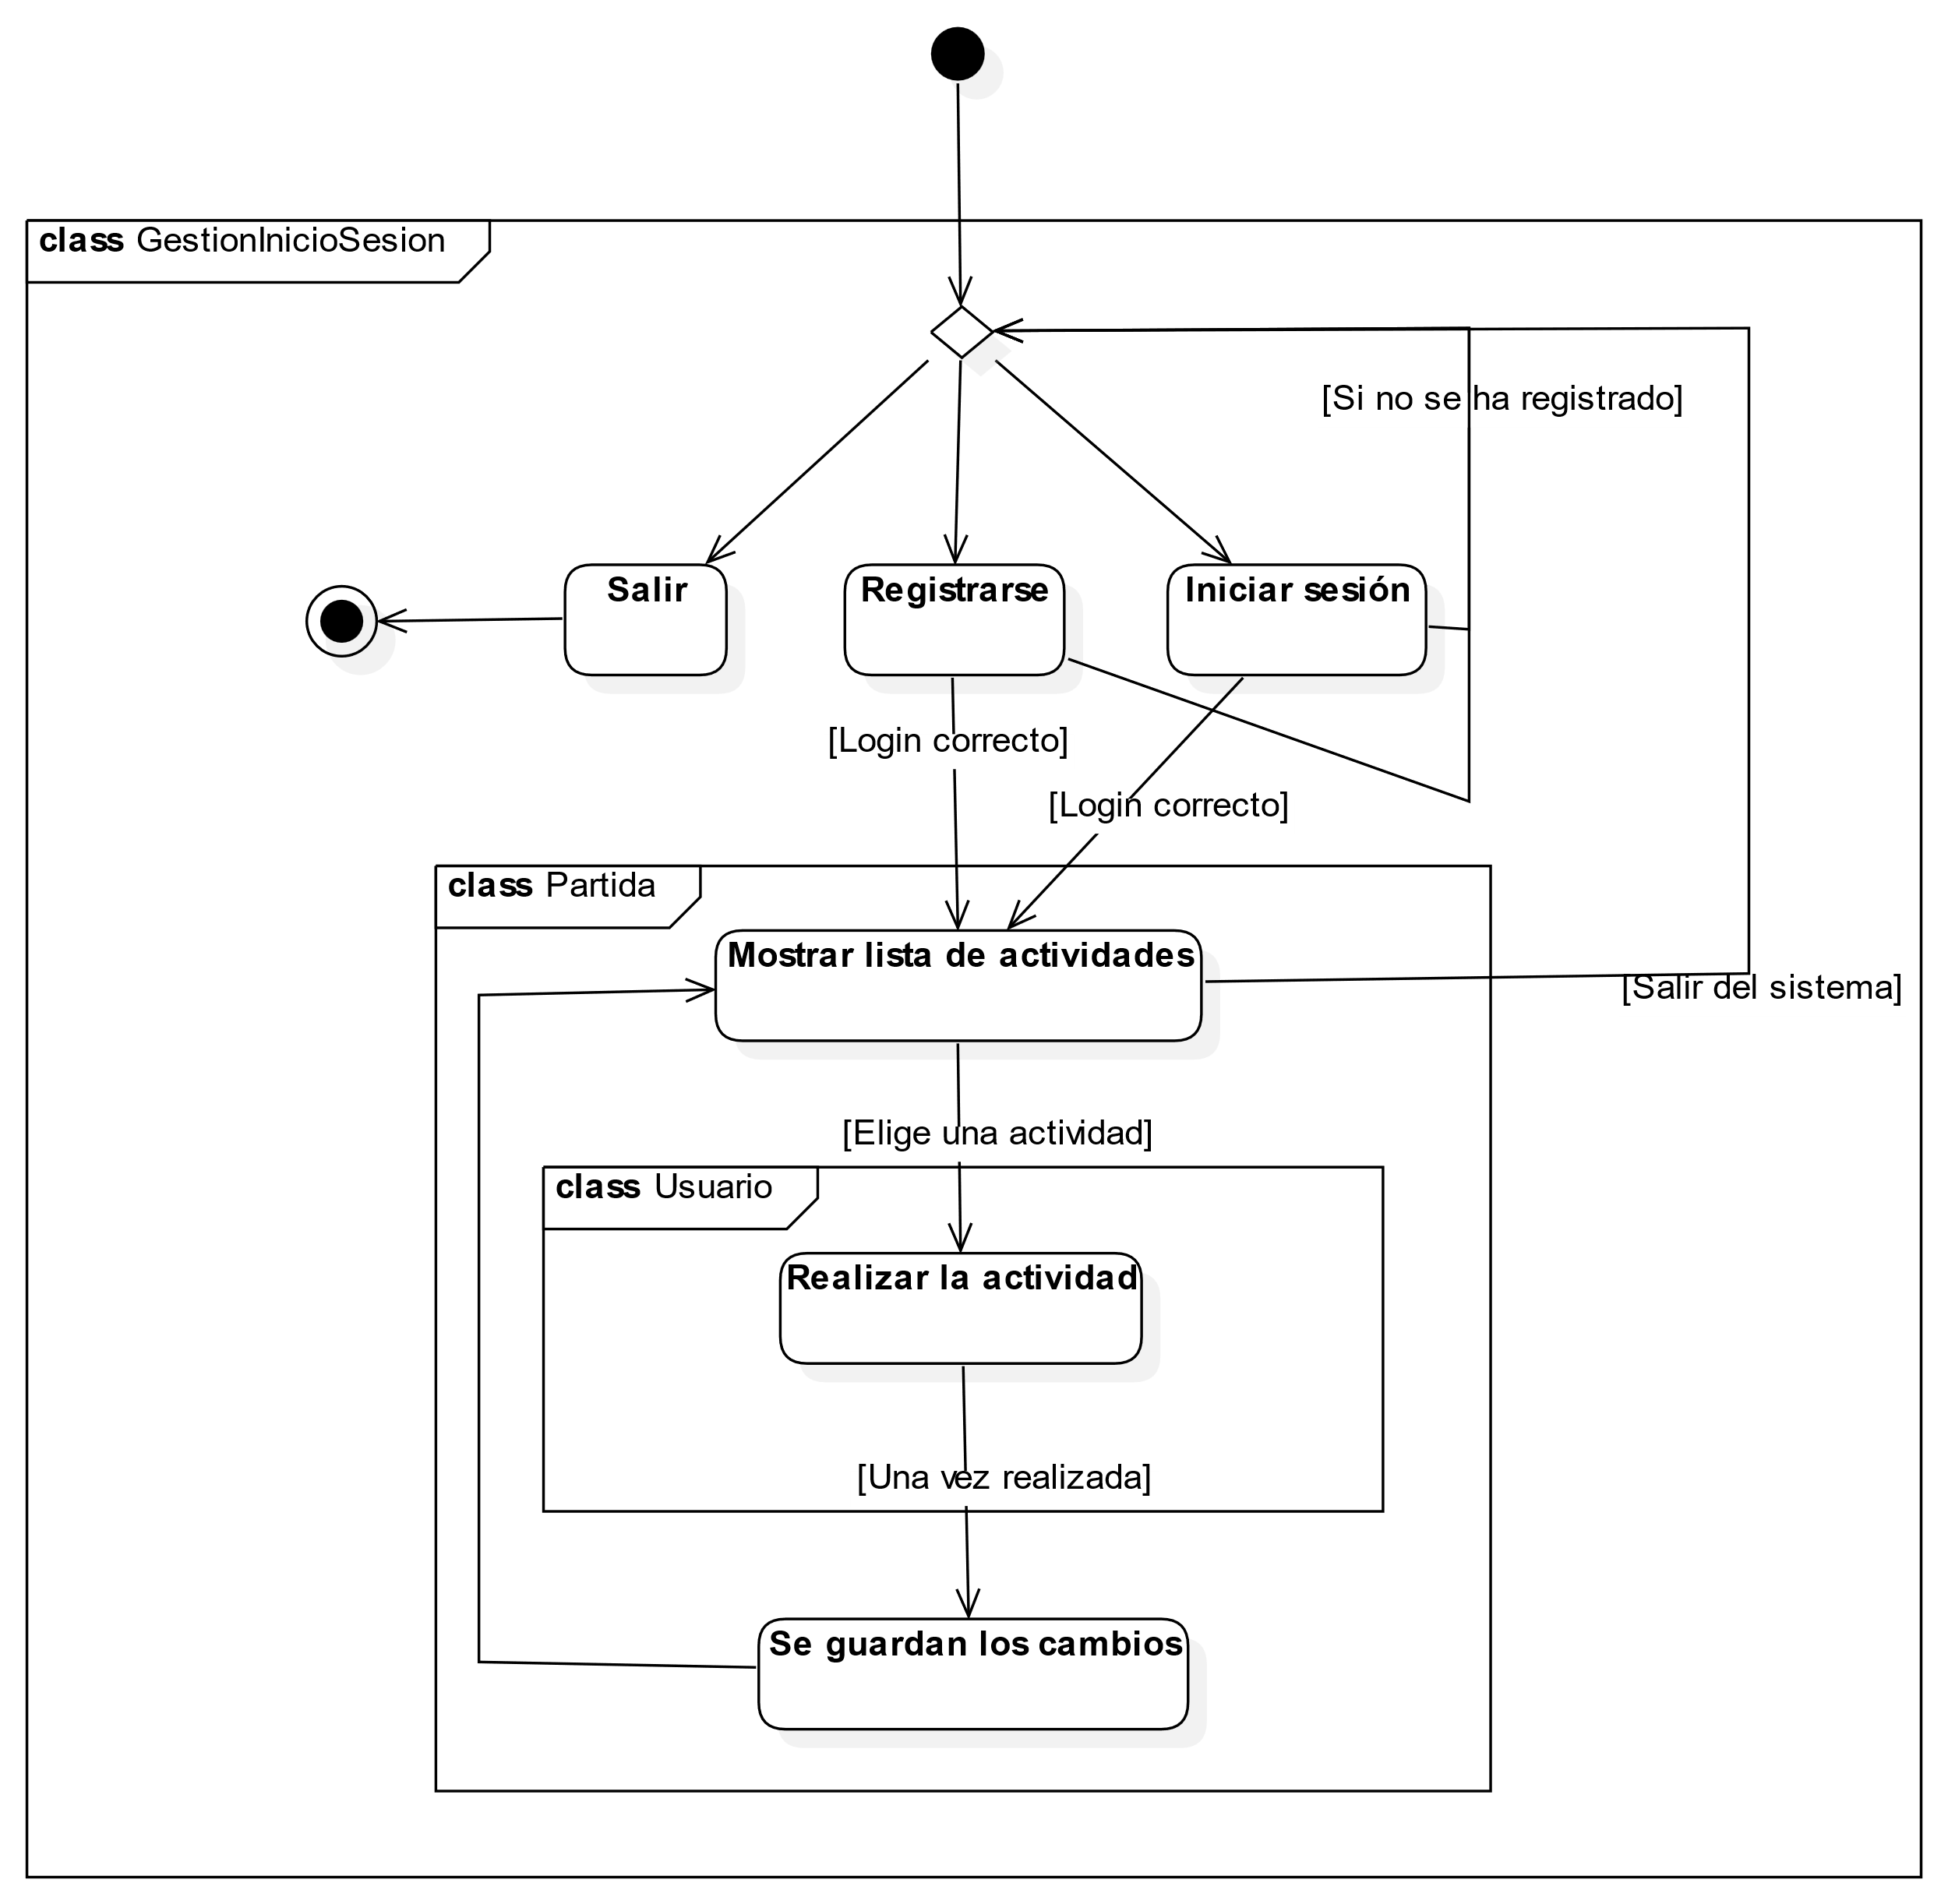 class GestionInicioSesion
[Si no se ha registrado]
Salir
Registrarse
Iniciar sesión
[Login correcto]
[Login correcto]
class Partida
Mostrar lista de actividades
[Salir del sistema]
[Elige una actividad]
class Usuario
Realizar la actividad
[Una vez realizada]
Se guardan los cambios